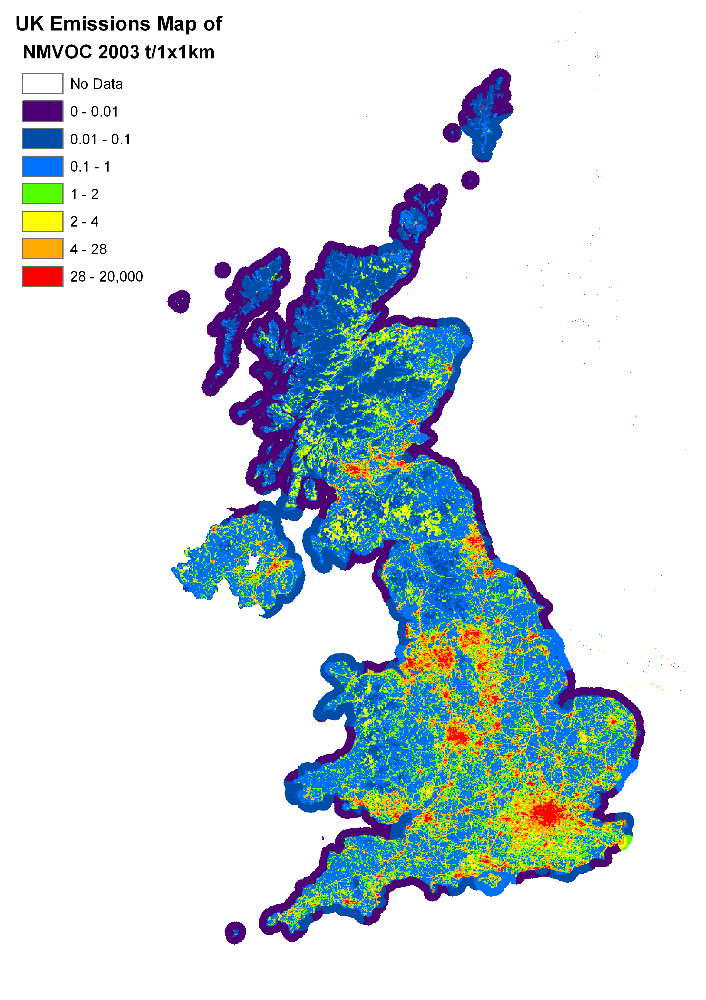 UK Emissions Map of
NMVOC 2003 t/1x1km
No Data
0 - 0.01
0.01 - 0.1
0.1 - 1
1 - 2
2 - 4
4 - 28
28 - 20,000